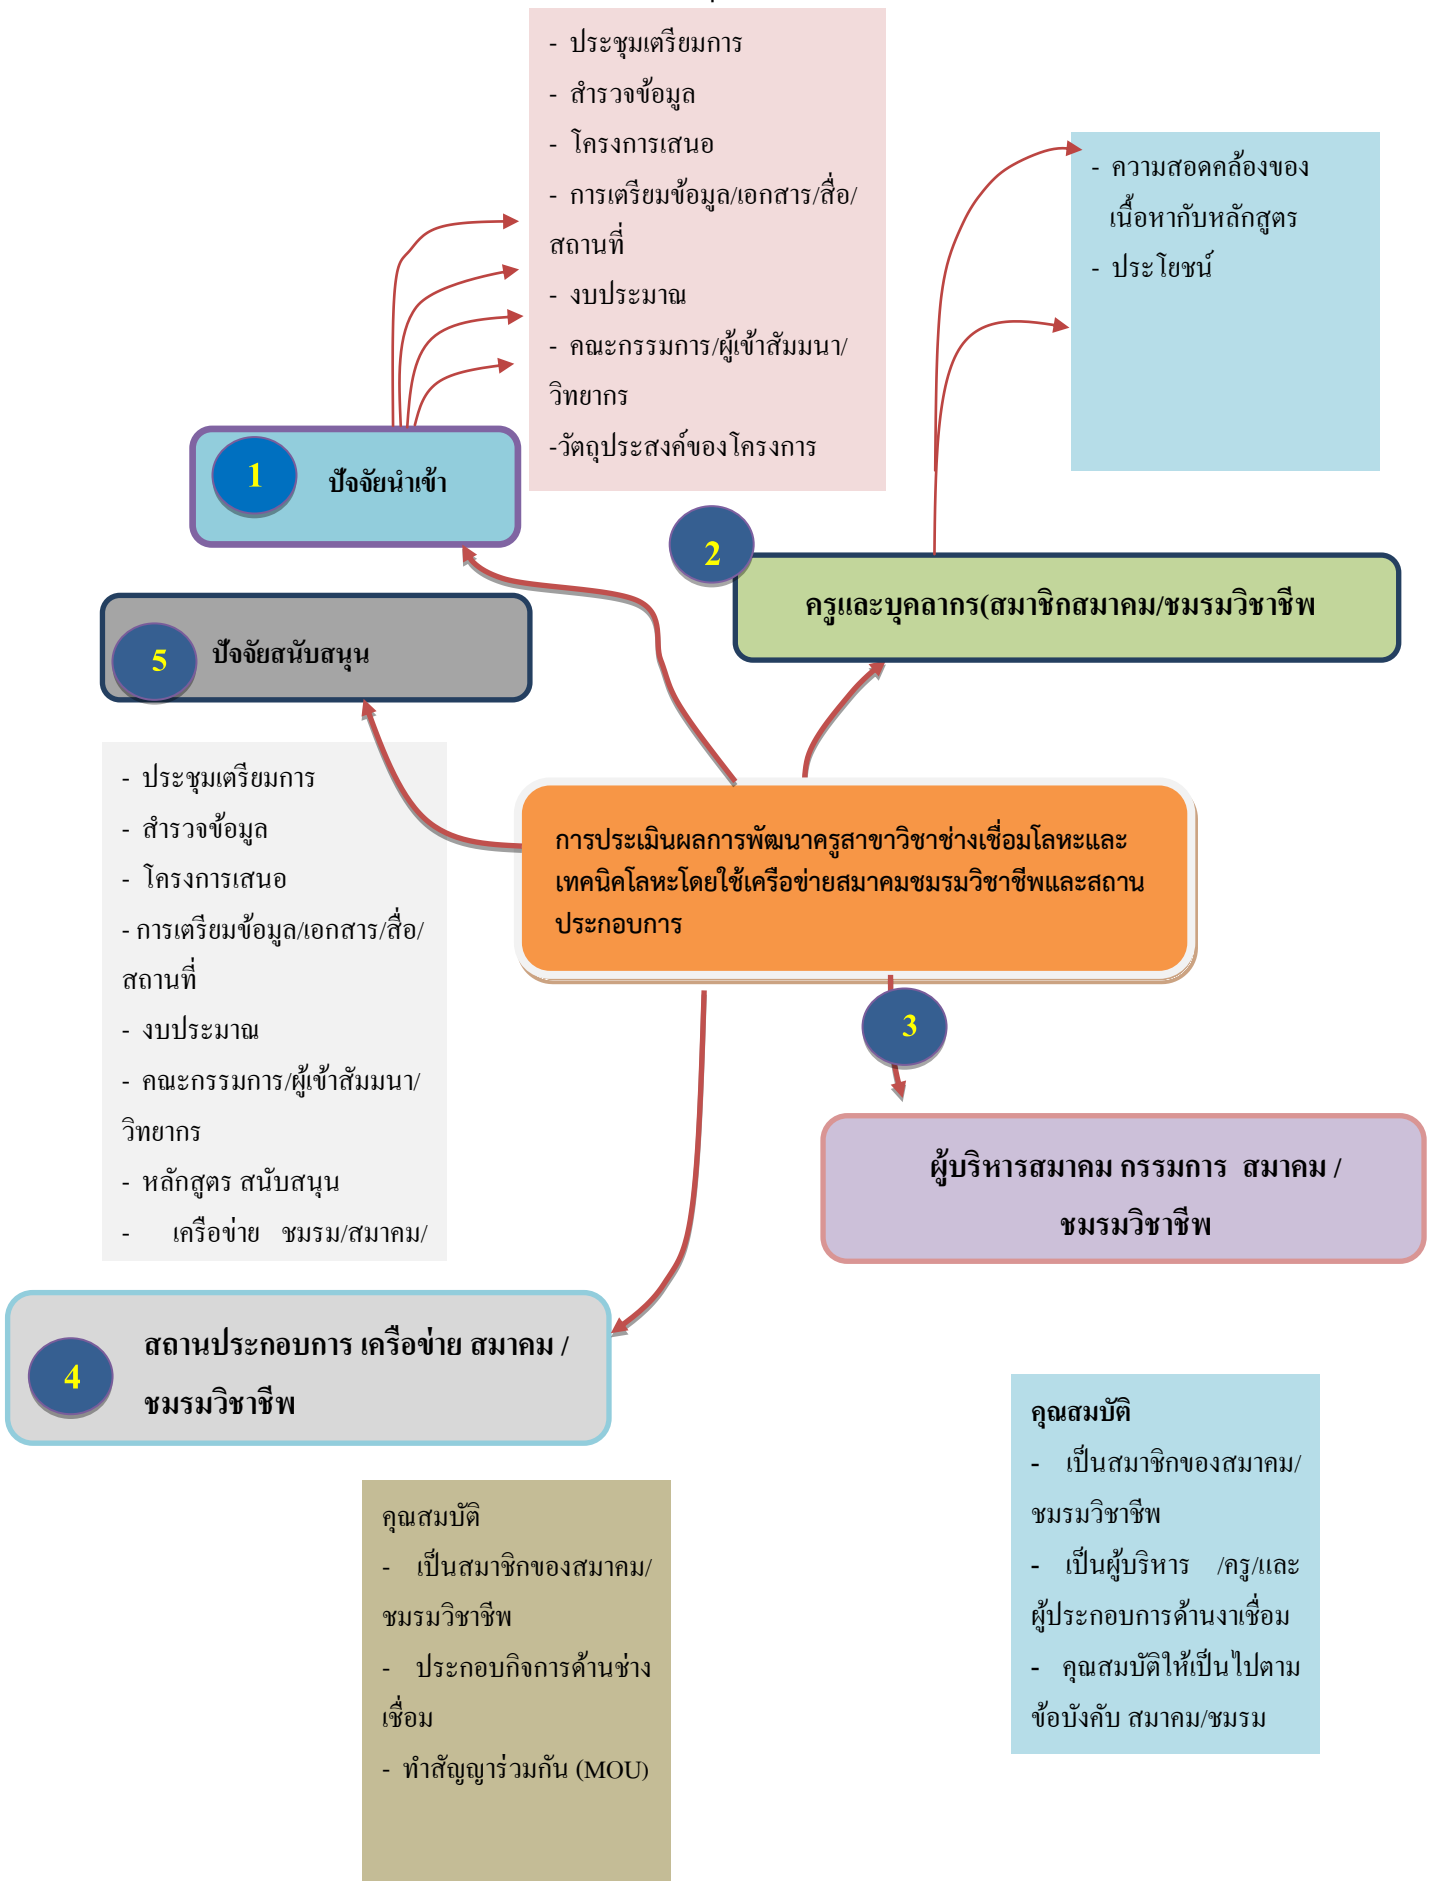 - ประชุมเตรียมการ
- สำรวจข้อมูล
- โครงการเสนอ
- การเตรียมข้อมูล/เอกสาร/สื่อ/
สถานที่
- งบประมาณ
- คณะกรรมการ/ผู้เข้าสัมมนา/
วิทยากร
-วัตถุประสงค์ของโครงการ
- ความสอดคล้องของ
เนื้อหากับหลักสูตร
- ประโยชน์
1
ปัจจัยนำเข้า
2
ครูและบุคลากร(สมาชิกสมาคม/ชมรมวิชาชีพ
5
ปัจจัยสนับสนุน
- ประชุมเตรียมการ
- สำรวจข้อมูล
- โครงการเสนอ
- การเตรียมข้อมูล/เอกสาร/สื่อ/
สถานที่
- งบประมาณ
- คณะกรรมการ/ผู้เข้าสัมมนา/
วิทยากร
- หลักสูตร สนับสนุน
- เครือข่าย ชมรม/สมาคม/
การประเมินผลการพัฒนาครูสาขาวิชาช่างเชื่อมโลหะและ
เทคนิคโลหะโดยใช้เครือข่ายสมาคมชมรมวิชาชีพและสถาน
ประกอบการ
3
ผู้บริหารสมาคม กรรมการ สมาคม /
ชมรมวิชาชีพ
4
สถานประกอบการ เครือข่าย สมาคม /
ชมรมวิชาชีพ
คุณสมบัติ
- เป็นสมาชิกของสมาคม/
ชมรมวิชาชีพ
- เป็นผู้บริหาร /ครู/และ
ผู้ประกอบการด้านงาเชื่อม
- คุณสมบัติให้เป็นไปตาม
ข้อบังคับ สมาคม/ชมรม
คุณสมบัติ
- เป็นสมาชิกของสมาคม/
ชมรมวิชาชีพ
- ประกอบกิจการด้านช่าง
เชื่อม
- ทำสัญญาร่วมกัน (MOU)